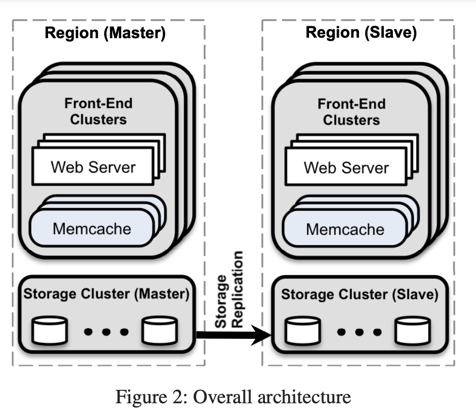 Region (Master)
Front-End
Clusters
Web Server
Memcache
Storage Cluster (Master)
Storage
Replication
Region (Slave)
Front-End
Clusters
Web Server
Memcache
Storage Cluster (Slave)
Figure 2: Overall architecture